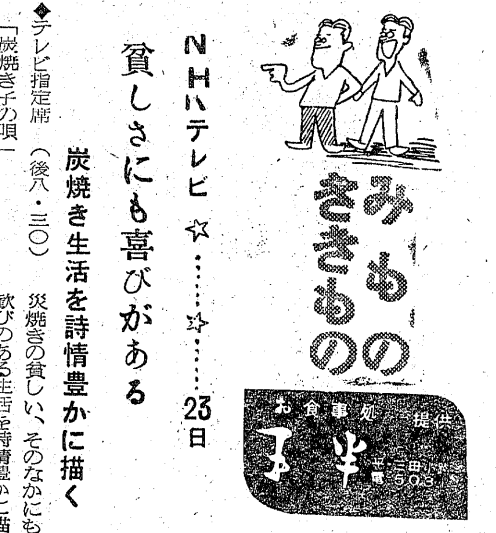 みもの
ききもの
お食事処
提供
NHKテレビ ☆………☆………23日
貧しさにも喜びがある
炭焼き生活を詩情豊かに描く
◆テレビ指定席 (後八・三〇)
「炭焼き子の唄」
炭焼きの貧しい、そのなかにも
歓びのある生活を詩情豊かに描